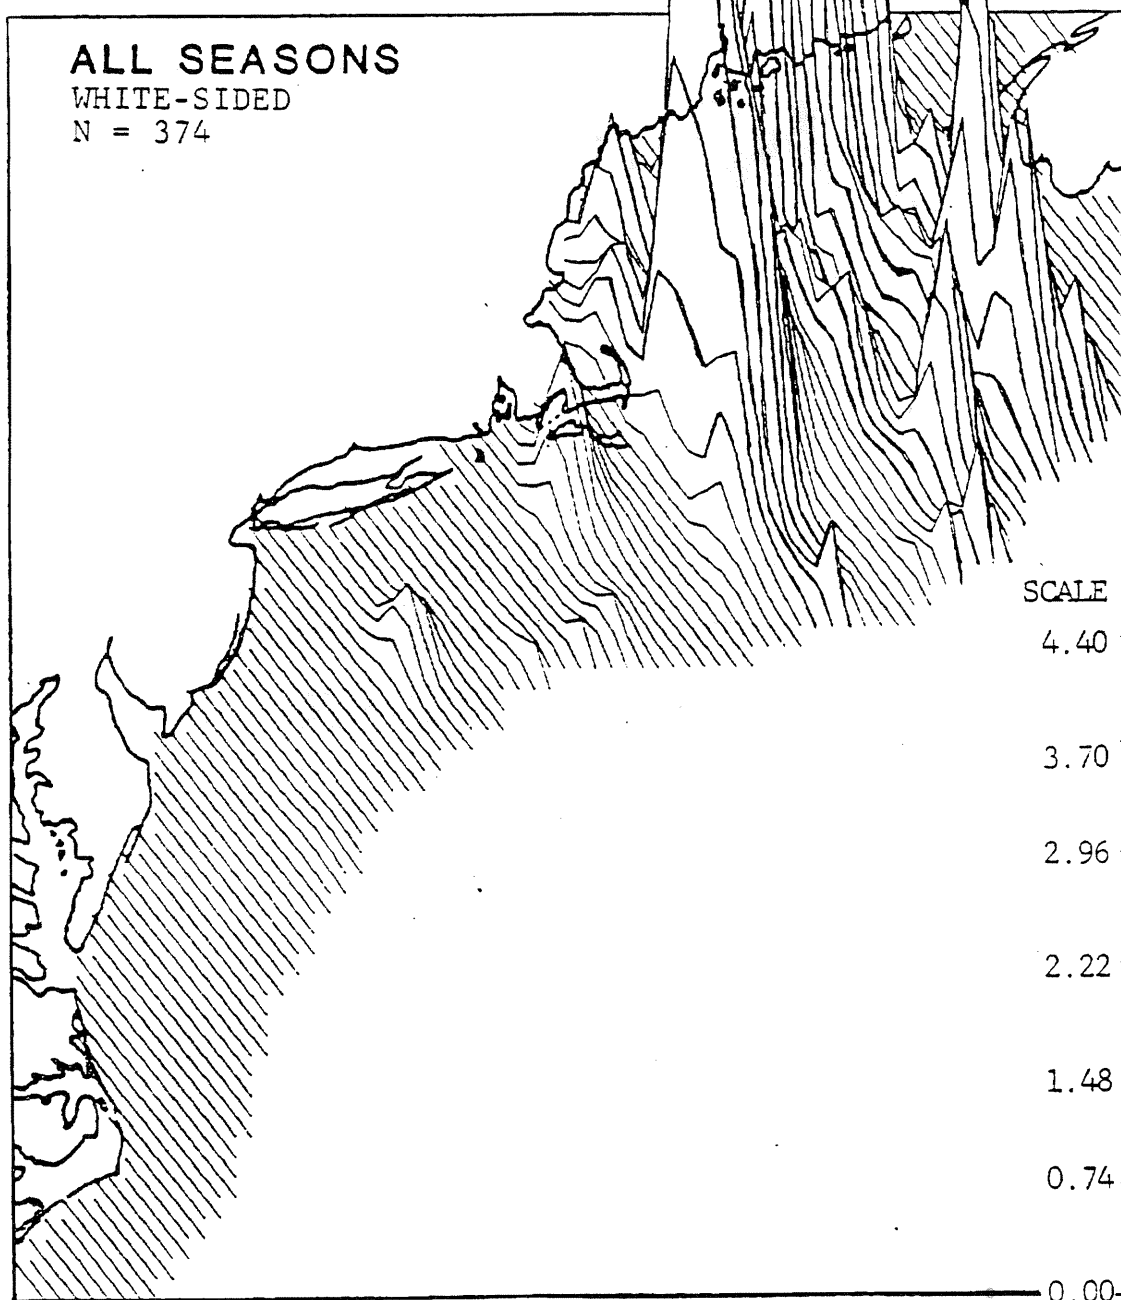 ALL SEASONS
WHITE-SIDED
N = 374
SCALE
4.40
3.70
2.96
2.22
1.48
0.74
0.00